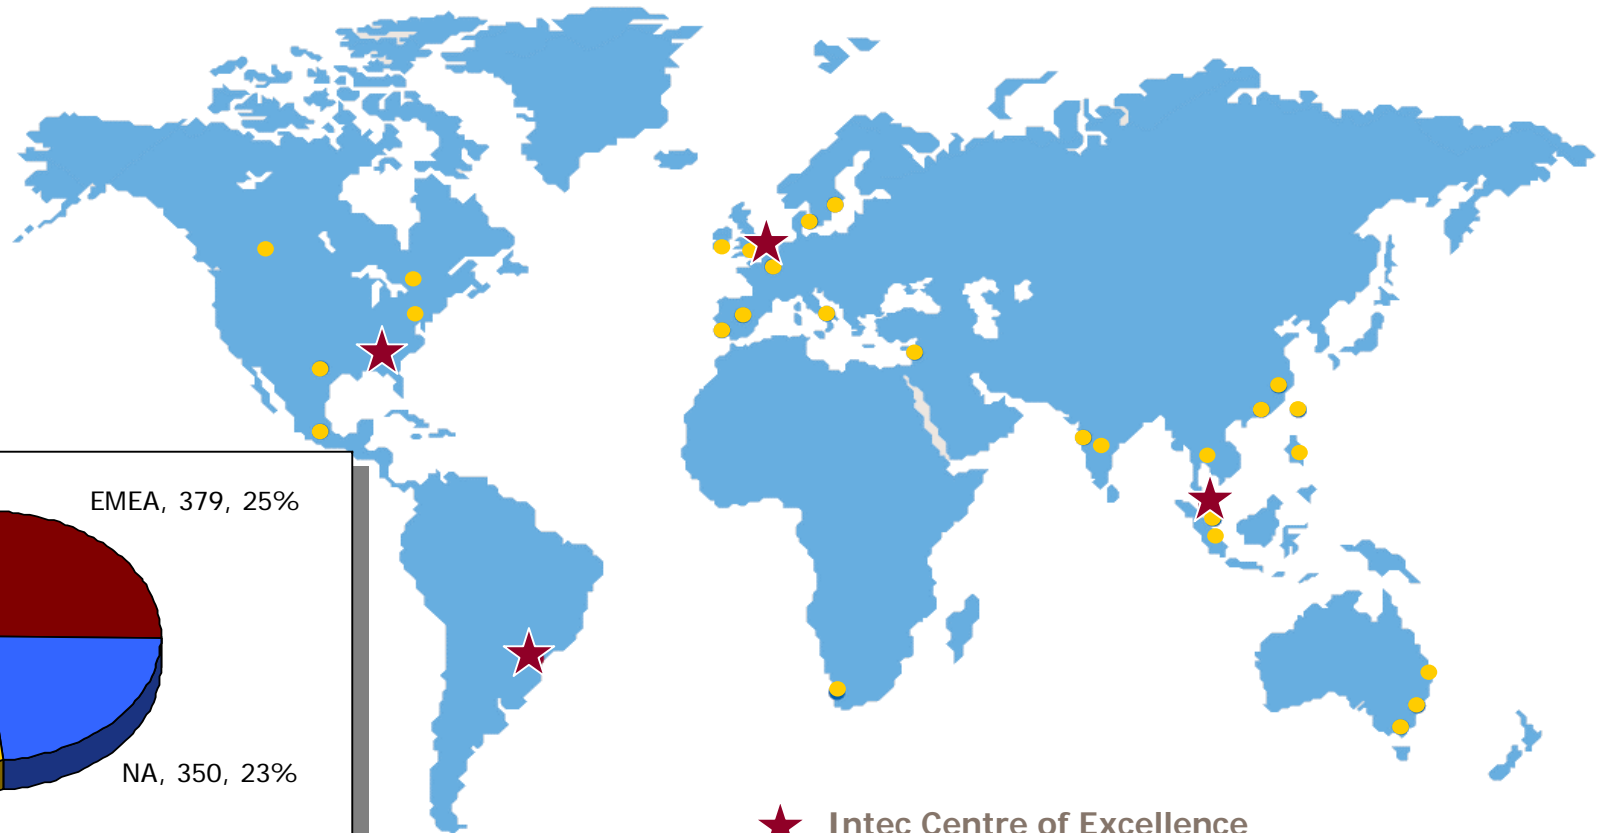 EMEA, 379, 25%
NA, 350, 23%
Intec Centre of Excellence